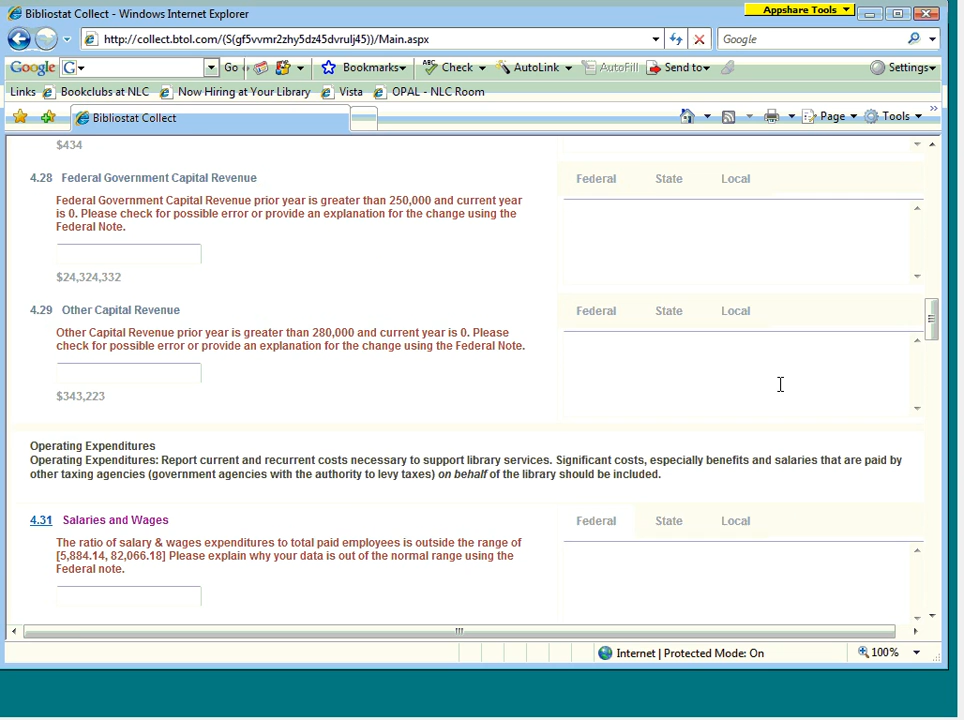 Bibliostat Collect - Windows Internet Explorer
Appshare Tools
http://collect.btol.com/(S(gf5vvmr2zhy5dz45dvrulj45))/Main.aspx
Google
Google G Go Bookmarks Check AutoLink AutoFill Send to Settings
Links Bookclubs at NLC Now Hiring at Your Library Vista OPAL - NLC Room
Bibliostat Collect Page Tools
$434
4.28 Federal Government Capital Revenue Federal State Local
Federal Government Capital Revenue prior year is greater than 250,000 and current year
is 0. Please check for possible error or provide an explanation for the change using the
Federal Note.
$24,324,332
4.29 Other Capital Revenue Federal State Local
Other Capital Revenue prior year is greater than 280,000 and current year is 0. Please
check for possible error or provide an explanation for the change using the Federal Note.
$343,223
Operating Expenditures
Operating Expenditures: Report current and recurrent costs necessary to support library services. Significant costs, especially benefits and salaries that are paid by
other taxing agencies (government agencies with the authority to levy taxes) on behalf of the library should be included.
4.31 Salaries and Wages Federal State Local
The ratio of salary & wages expenditures to total paid employees is outside the range of
[5,884.14, 82,066.18] Please explain why your data is out of the normal range using the
Federal note.
Internet | Protected Mode: On 100%